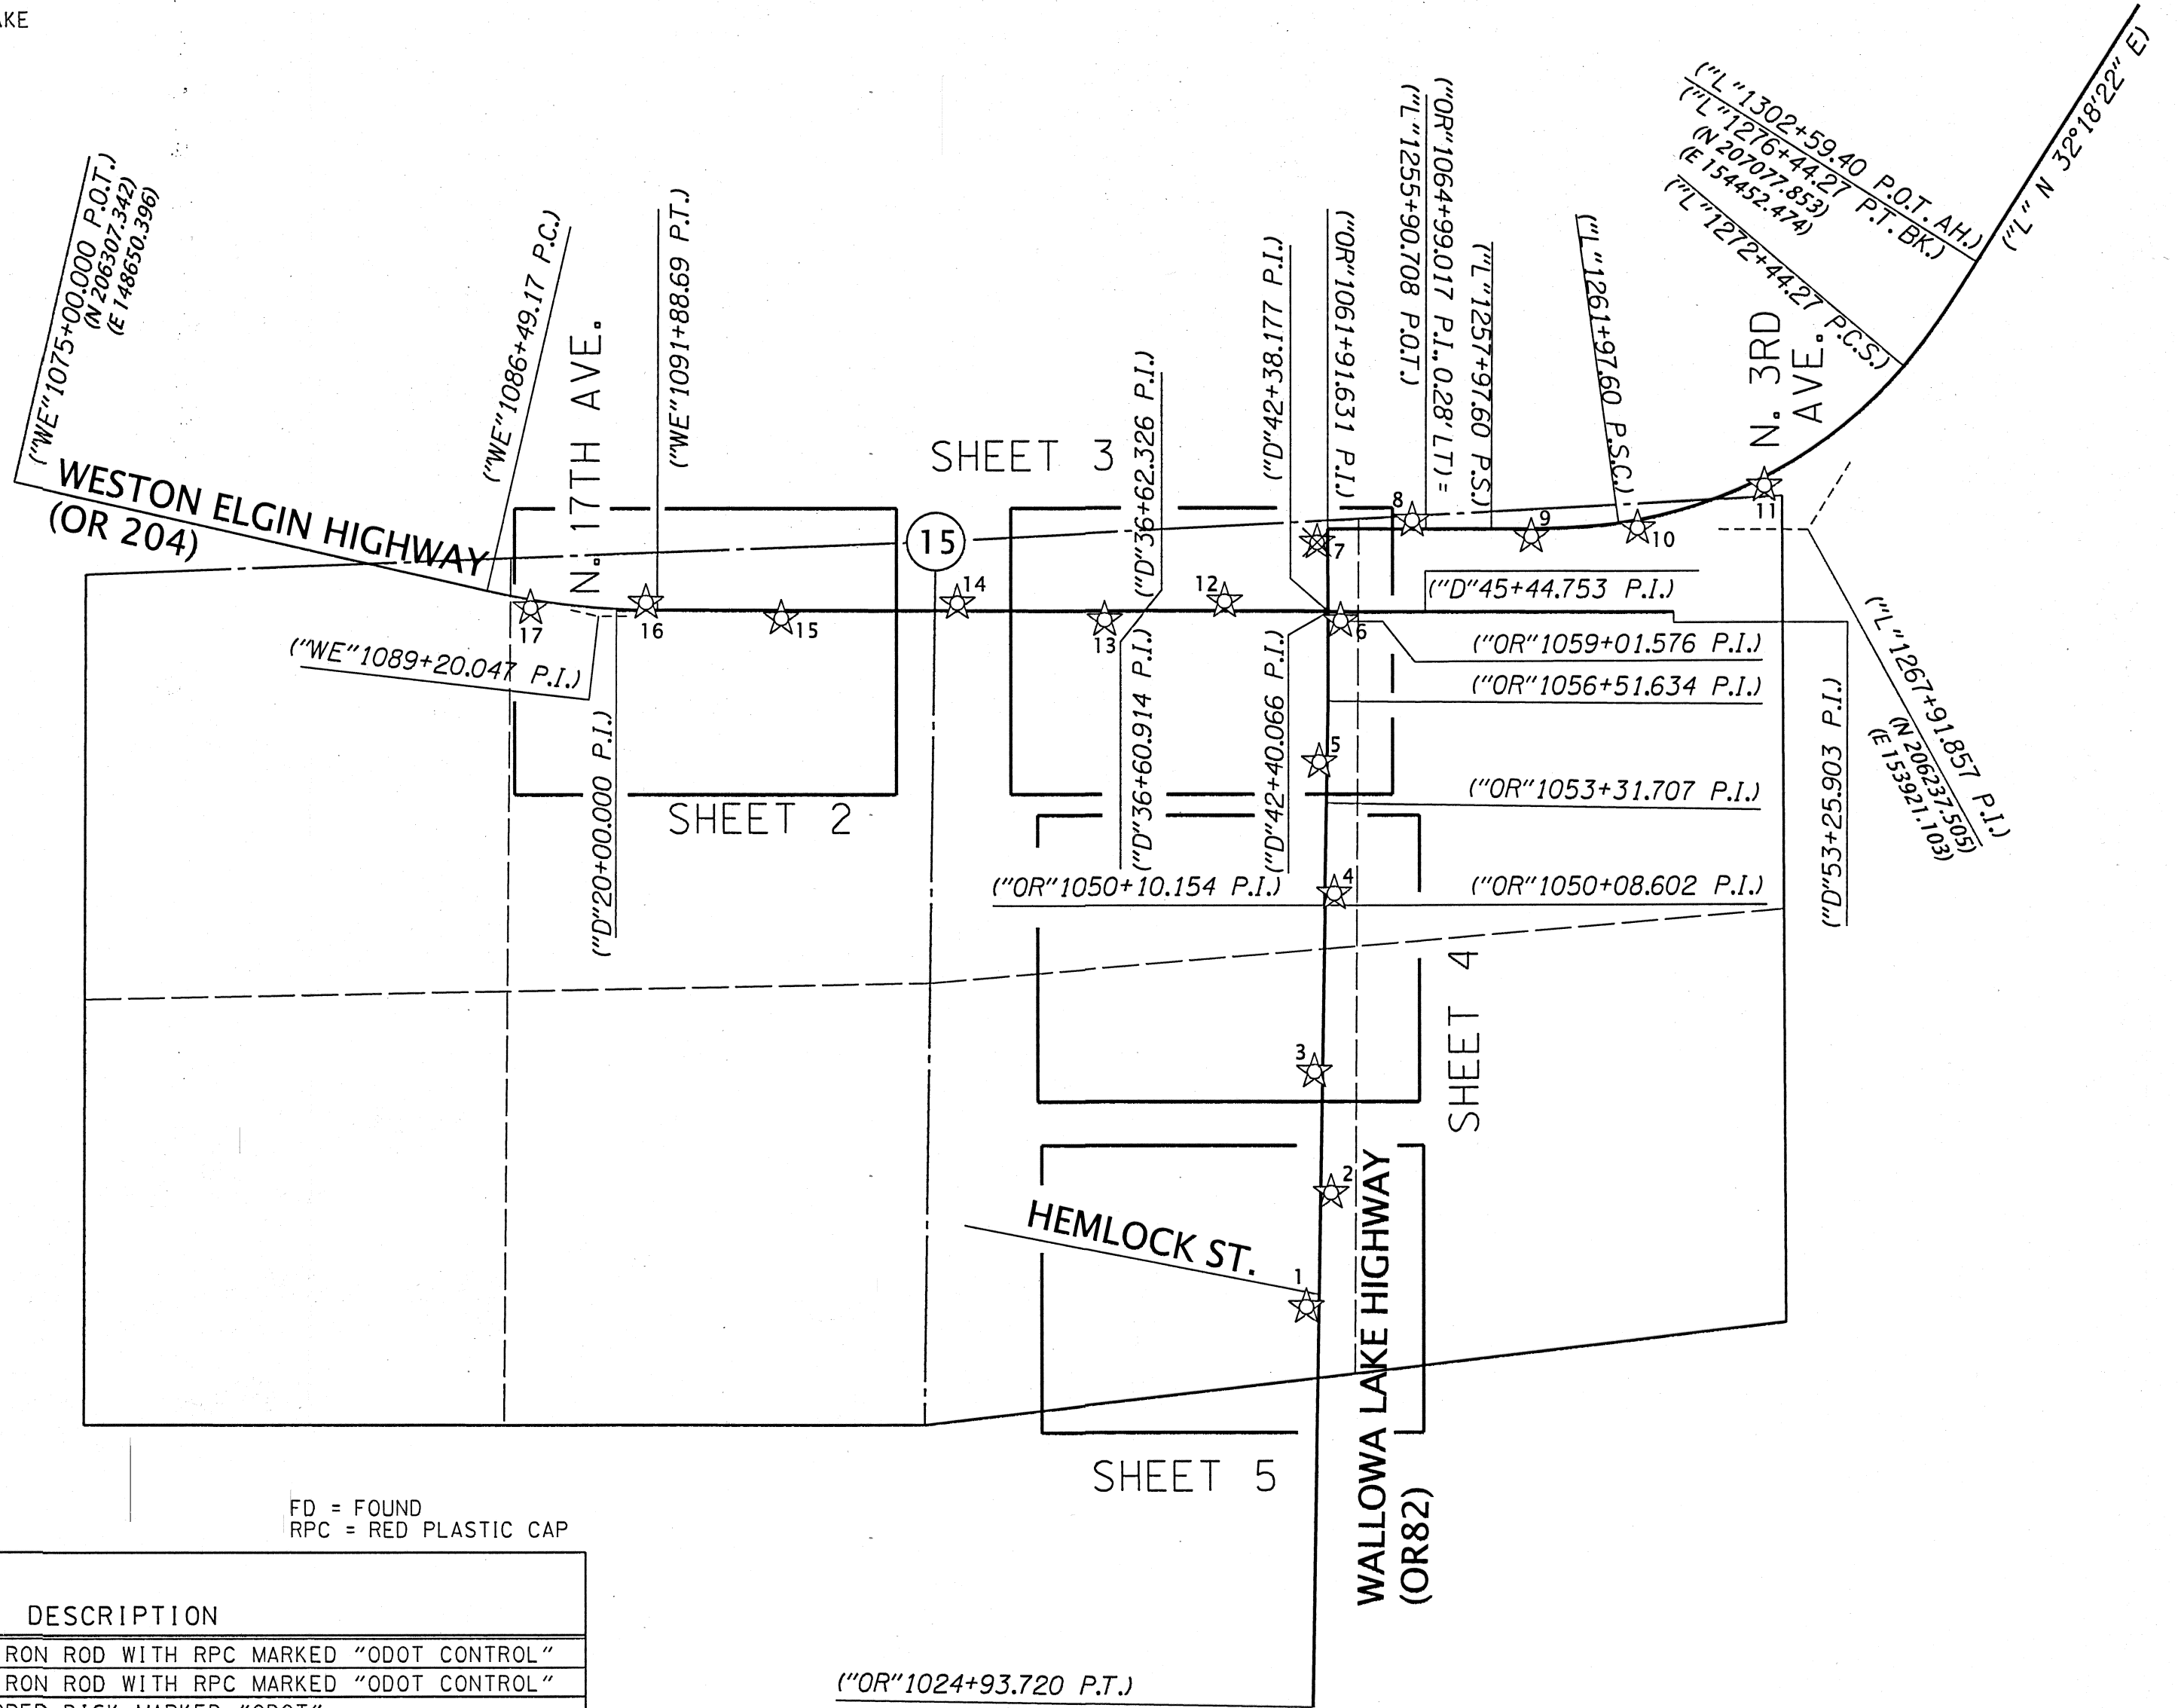 ("WE"1075+00.000 P.O.T.)
(N 206307.342)
(E 148650.396)
WESTON ELGIN HIGHWAY
(OR 204)
("WE"1086+49.17 P.C.)
N. 17TH AVE.
("WE"1091+88.69 P.T.)
SHEET 3
("D"36+62.326 P.I.)
("D"42+38.177 P.I.)
("OR"1061+91.631 P.I.)
("L"1255+90.708 P.O.T.)
("OR"1064+99.017 P.I., 0.28' LT) =
("L"1257+97.60 P.S.)
("L"1261+97.60 P.S.C.)
("L"1302+59.40 P.O.T. AH.)
("L"1276+44.27 P.T. BK.)
(N 207077.853)
(E 154452.474)
("L"1272+44.27 P.C.S.)
("L" N 32°18'22" E)
N. 3RD
AVE.
15
8
7
9
10
11
17
16
15
14
13
12
6
("D"45+44.753 P.I.)
("WE"1089+20.047 P.I.)
("OR"1059+01.576 P.I.)
("OR"1056+51.634 P.I.)
("D"20+00.000 P.I.)
("D"36+60.914 P.I.)
("D"42+40.066 P.I.)
("L"1267+91.857 P.I.)
(N 206237.505)
(E 153921.103)
("D"53+25.903 P.I.)
5
("OR"1053+31.707 P.I.)
SHEET 2
4
("OR"1050+10.154 P.I.)
("OR"1050+08.602 P.I.)
SHEET 4
3
2
HEMLOCK ST.
1
WALLOWA LAKE HIGHWAY
(OR82)
SHEET 5
FD = FOUND
RPC = RED PLASTIC CAP
DESCRIPTION
RON ROD WITH RPC MARKED "ODOT CONTROL"
RON ROD WITH RPC MARKED "ODOT CONTROL"
("OR"1024+93.720 P.T.)